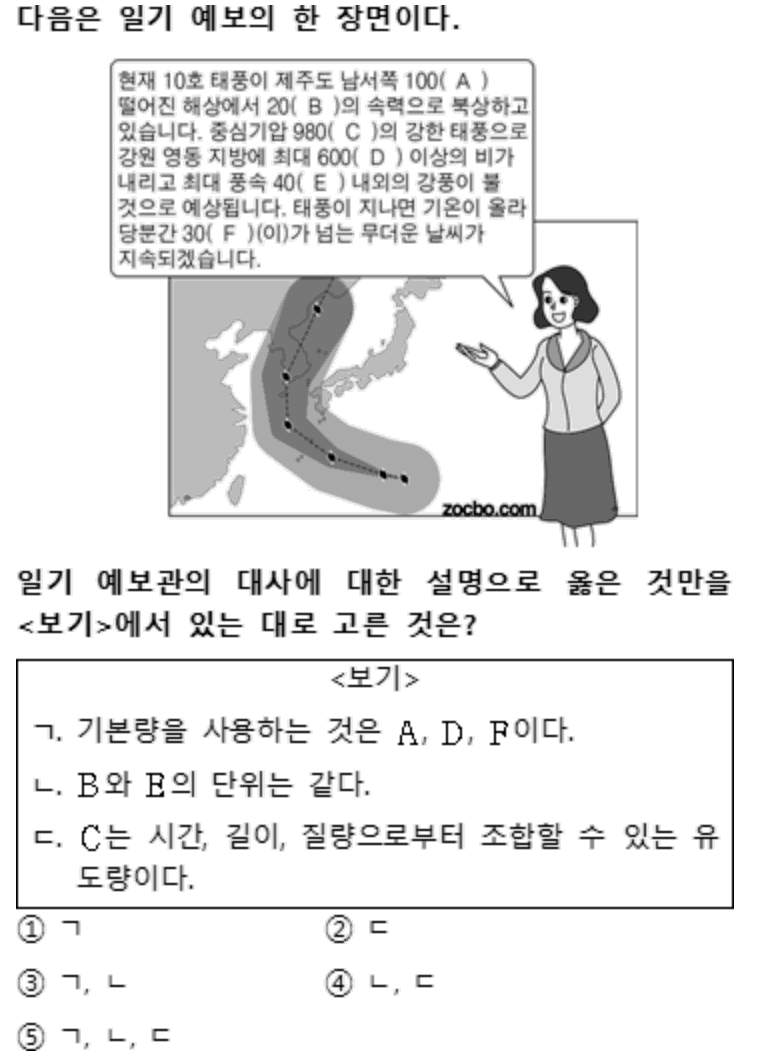 다음은 일기 예보의 한 장면이다.
현재 10호 태풍이 제주도 남서쪽 100( A )
떨어진 해상에서 20( B )의 속력으로 북상하고
있습니다. 중심기압 980( C )의 강한 태풍으로
강원 영동 지방에 최대 600( D ) 이상의 비가
내리고 최대 풍속 40( E ) 내외의 강풍이 불
것으로 예상됩니다. 태풍이 지나면 기온이 올라
당분간 30( F )(이)가 넘는 무더운 날씨가
지속되겠습니다.
zocbo.com
일기 예보관의 대사에 대한 설명으로 옳은 것만을
<보기>에서 있는 대로 고른 것은?
<보기>
ㄱ. 기본량을 사용하는 것은 A, D, F이다.
ㄴ. B와 E의 단위는 같다.
ㄷ. C는 시간, 길이, 질량으로부터 조합할 수 있는 유
도량이다.
① ㄱ ② ㄷ
③ ㄱ, ㄴ ④ ㄴ, ㄷ
⑤ ㄱ, ㄴ, ㄷ